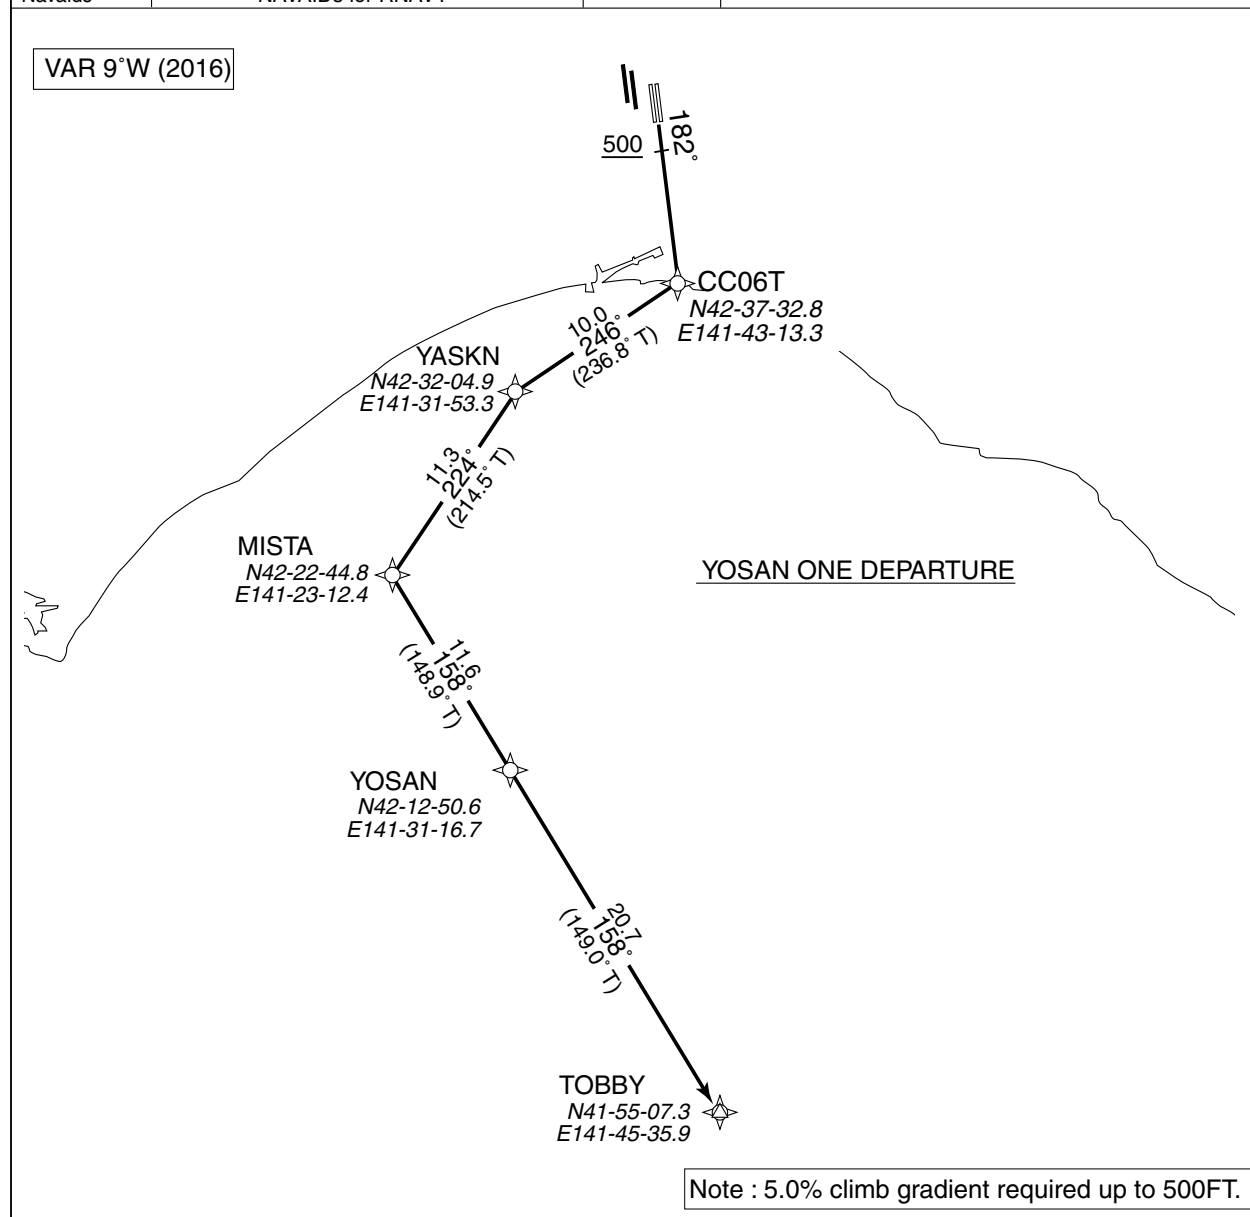 VAR 9˚W (2016)
182˚
500
CC06T
N42-37-32.8
E141-43-13.3
10.0
246˚
(236.8˚ T)
YASKN
N42-32-04.9
E141-31-53.3
11.3
224˚
(214.5˚ T)
MISTA
N42-22-44.8
E141-23-12.4
YOSAN ONE DEPARTURE
11.6
158˚
(148.9˚ T)
YOSAN
N42-12-50.6
E141-31-16.7
20.7
158˚
(149.0˚ T)
TOBBY
N41-55-07.3
E141-45-35.9
Note : 5.0% climb gradient required up to 500FT.